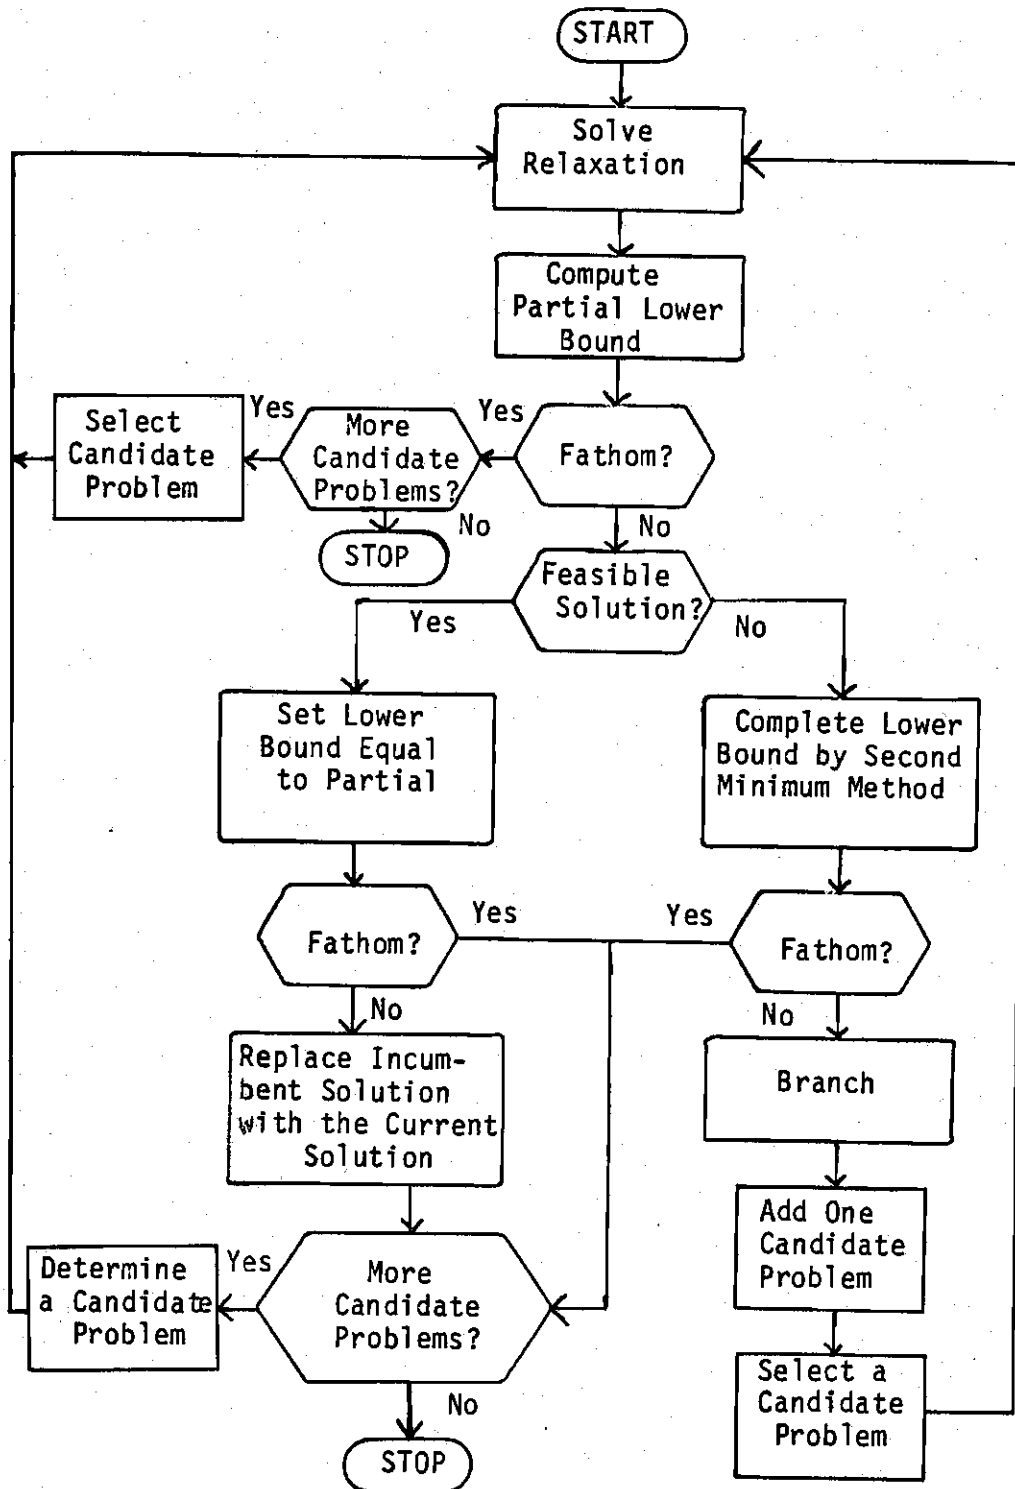 START
Solve
Relaxation
Compute
Partial Lower
Bound
Fathom?
Yes
No
More
Candidate
Problems?
Yes
No
Select
Candidate
Problem
STOP
Feasible
Solution?
Yes
No
Set Lower
Bound Equal
to Partial
Complete Lower
Bound by Second
Minimum Method
Fathom?
Yes
No
Yes
Fathom?
No
Replace Incum-
bent Solution
with the Current
Solution
Branch
Add One
Candidate
Problem
Select a
Candidate
Problem
More
Candidate
Problems?
Yes
No
Determine
a Candidate
Problem
STOP